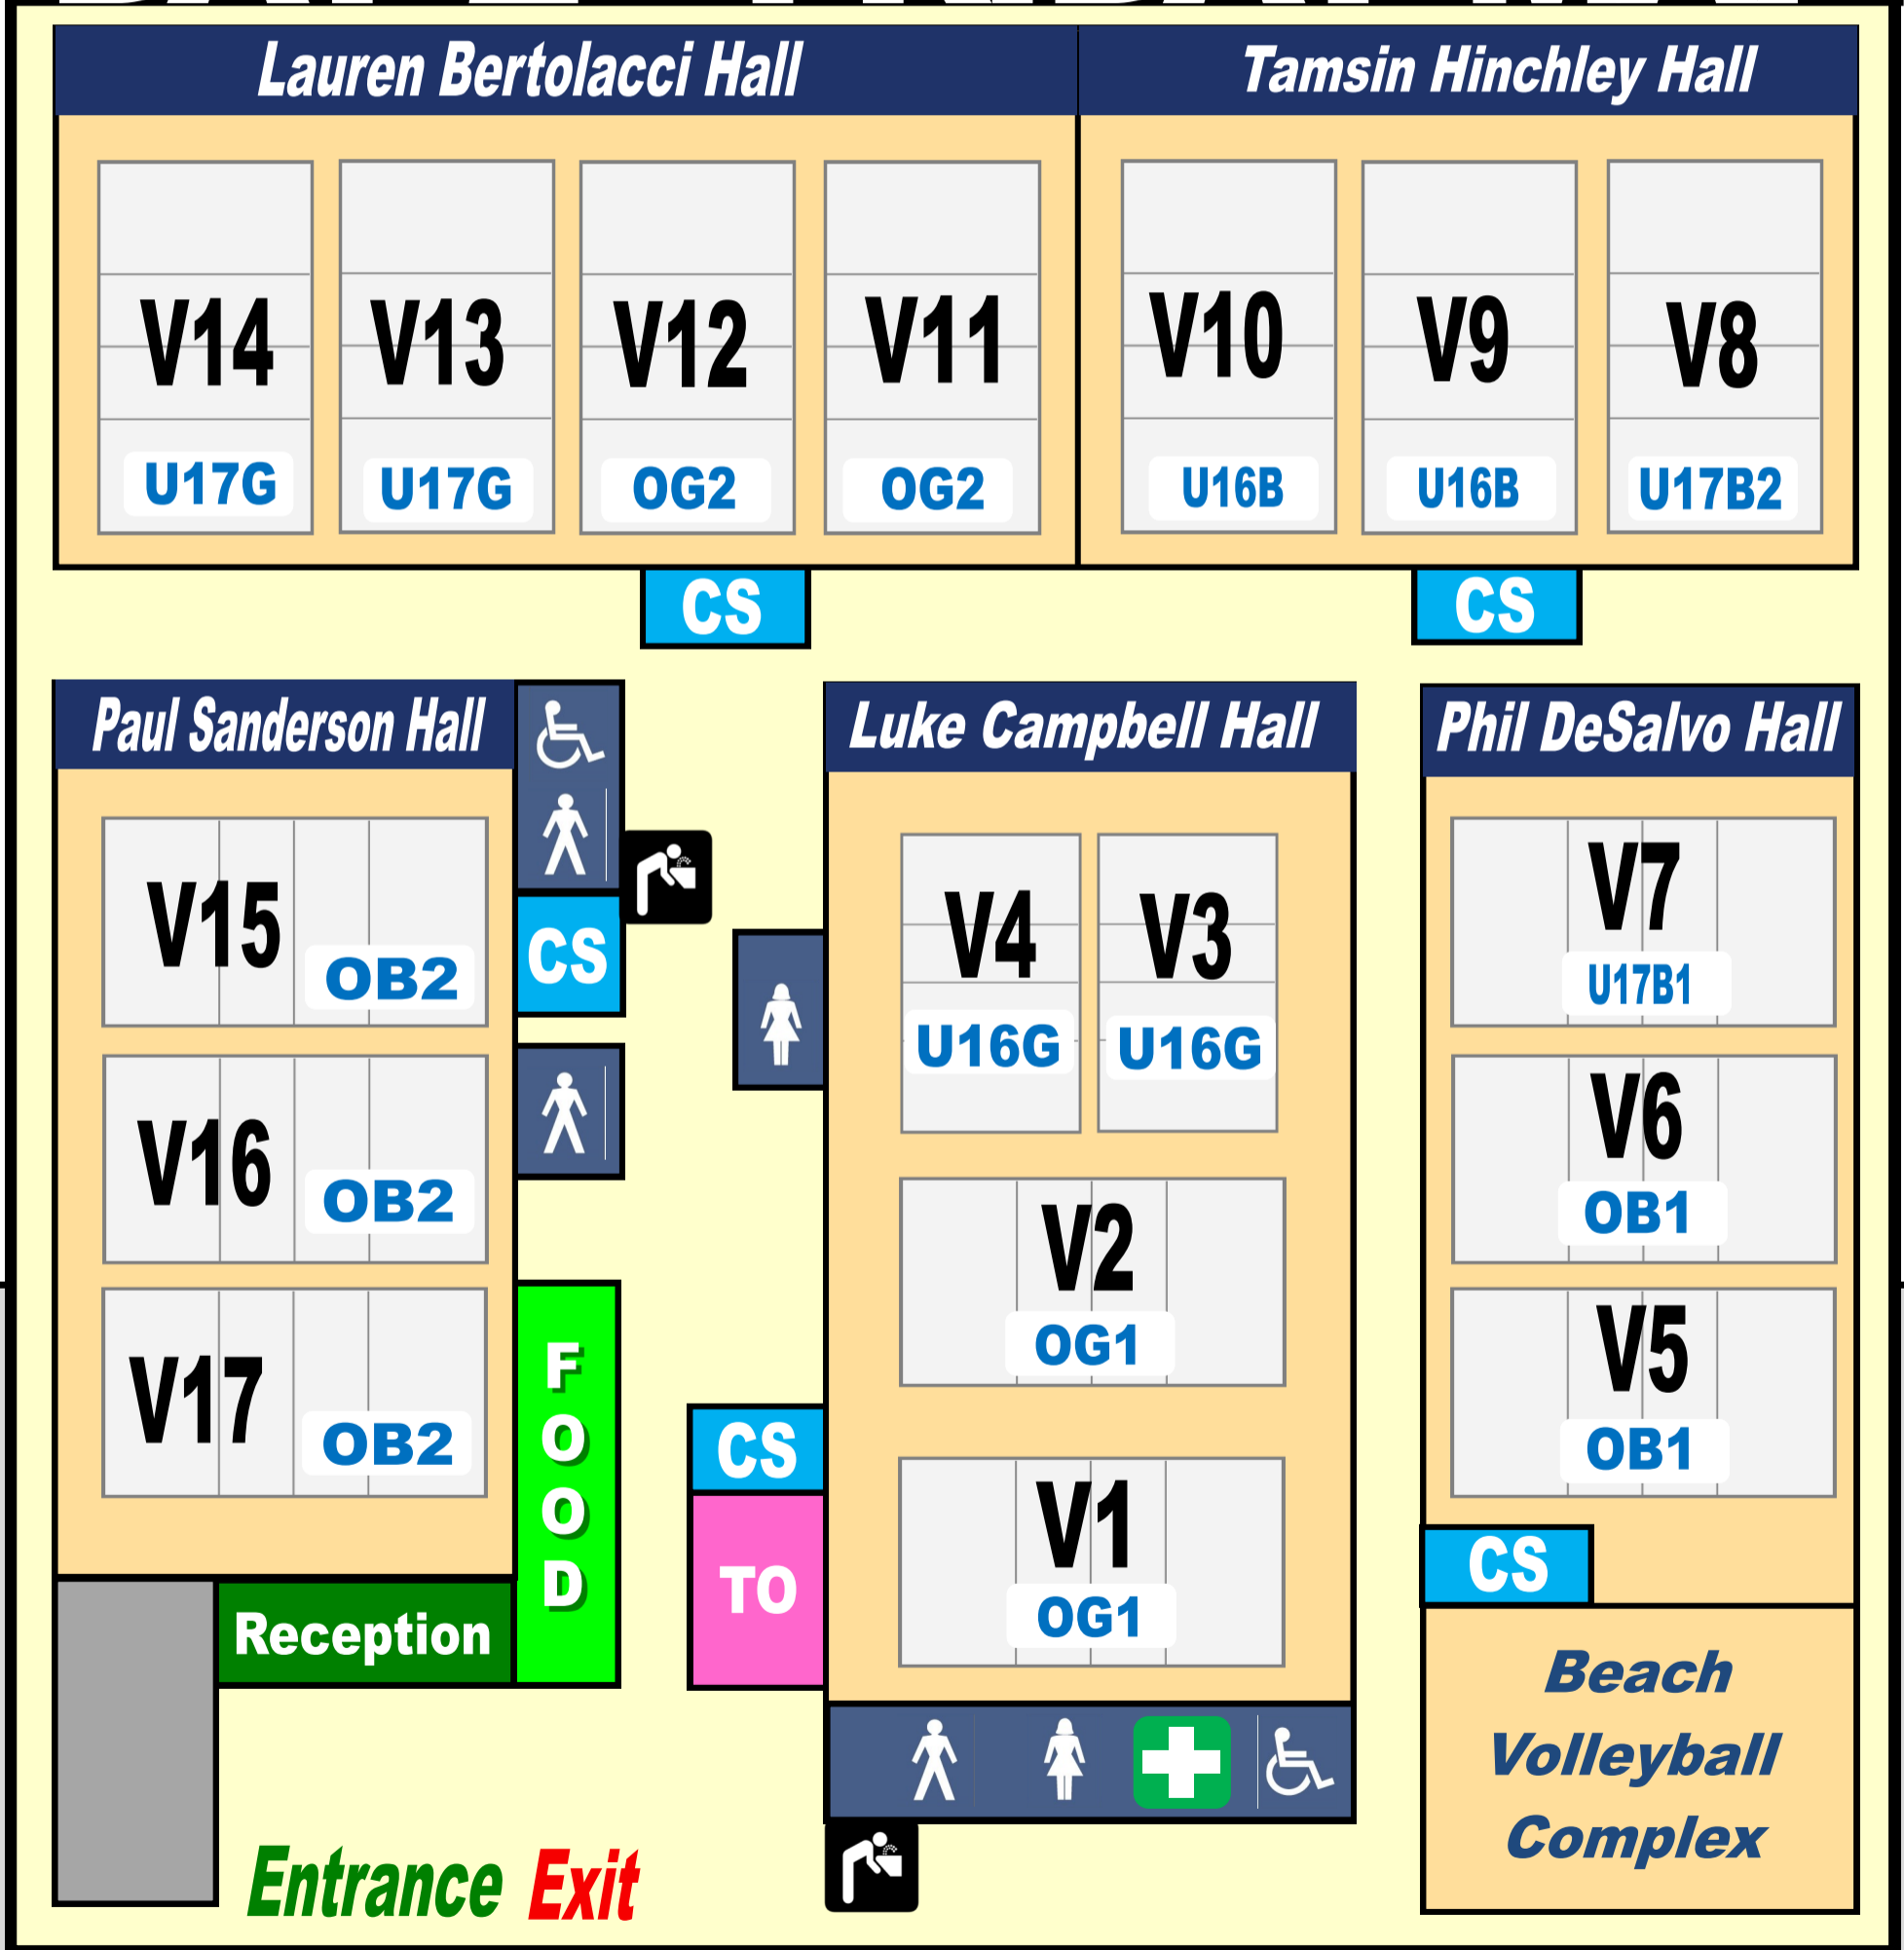 Lauren Bertolacci Hall
Tamsin Hinchley Hall
V14
V13
V12
V11
V10
V9
V8
U17G
U17G
OG2
OG2
U16B
U16B
U17B2
CS
CS
Paul Sanderson Hall
V15
OB2
V16
OB2
V17
OB2
CS
FOOD
Reception
Luke Campbell Hall
V4
V3
U16G
U16G
V2
OG1
V1
OG1
CS
TO
Phil DeSalvo Hall
V7
U17B1
V6
OB1
V5
OB1
CS
Beach
Volleyball
Complex
Entrance Exit